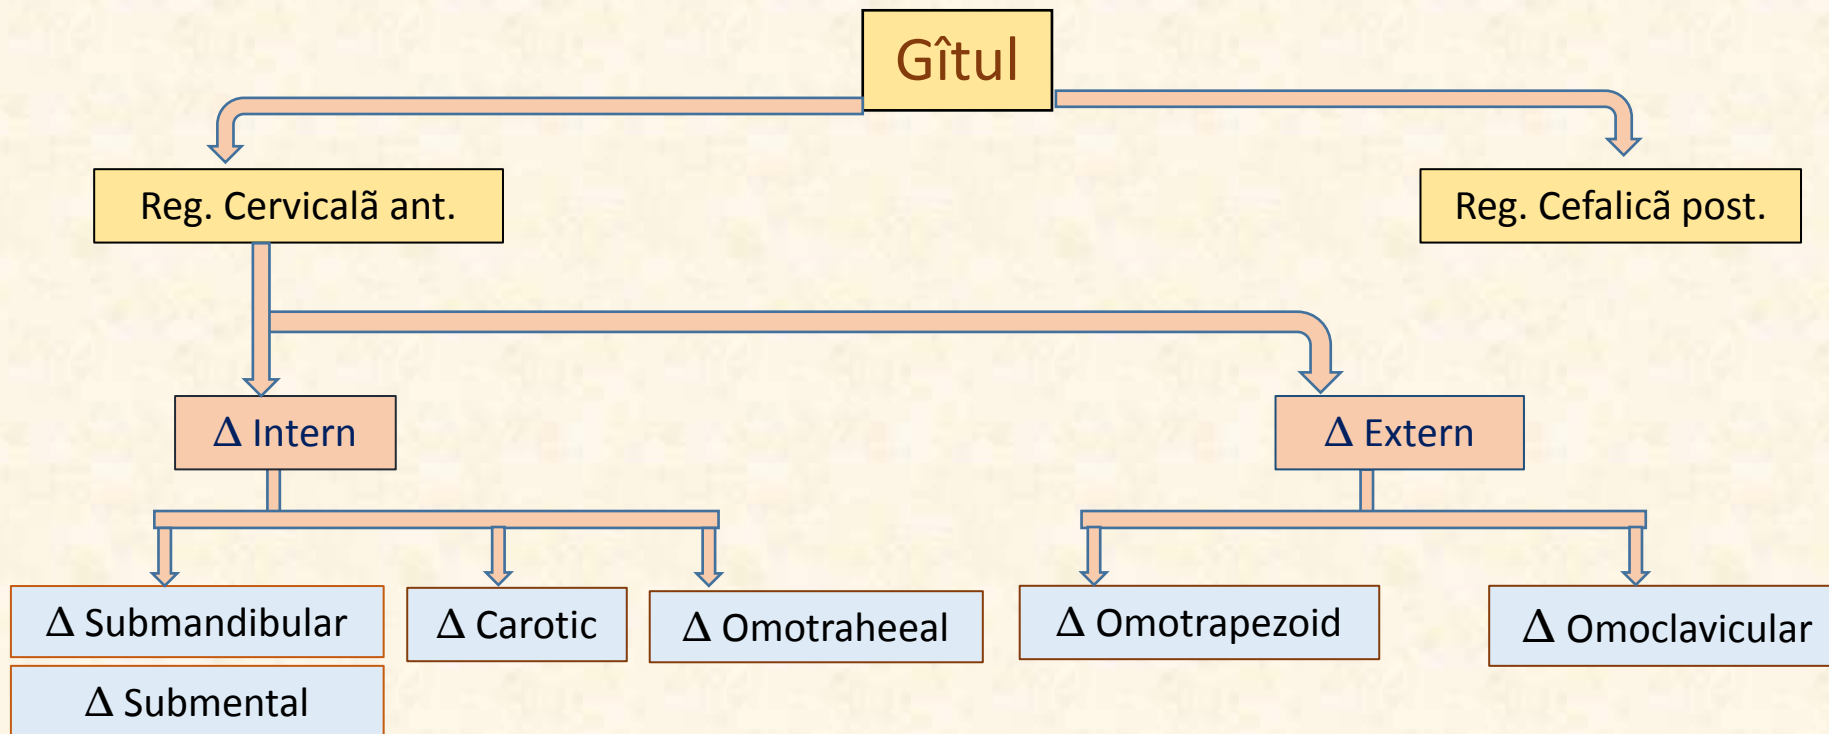 Gîtul
Reg. Cervicalã ant.
Reg. Cefalicã post.
Δ Intern
Δ Extern
Δ Submandibular
Δ Carotic
Δ Omotraheeal
Δ Omotrapezoid
Δ Omoclavicular
Δ Submental